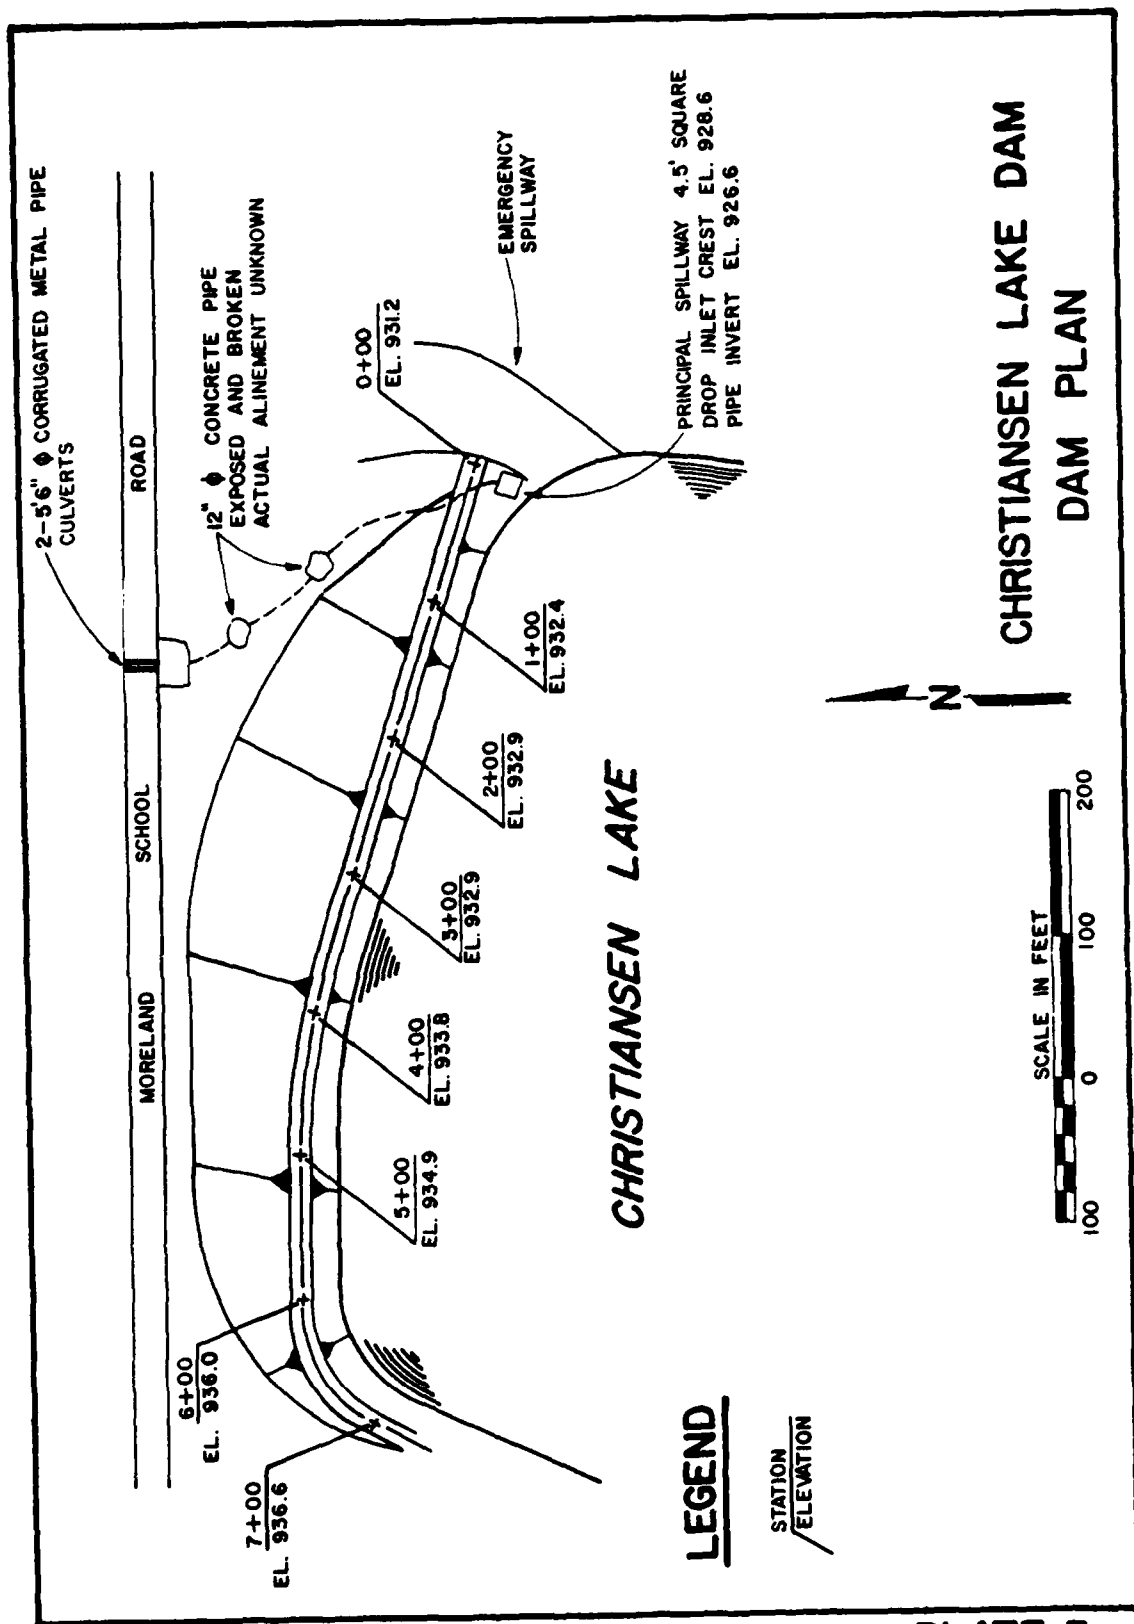 2-5'6" ϕ CORRUGATED METAL PIPE
CULVERTS
12" ϕ CONCRETE PIPE
EXPOSED AND BROKEN
ACTUAL ALINEMENT UNKNOWN
MORELAND SCHOOL ROAD
7+00
EL. 936.6
6+00
EL. 936.0
5+00
EL. 934.9
4+00
EL. 933.8
3+00
EL. 932.9
2+00
EL. 932.9
1+00
EL. 932.4
0+00
EL. 931.2
EMERGENCY
SPILLWAY
PRINCIPAL SPILLWAY 4.5' SQUARE
DROP INLET CREST EL. 928.6
PIPE INVERT EL. 926.6
CHRISTIANSEN LAKE
LEGEND
STATION
ELEVATION
N
SCALE IN FEET
100 0 100 200
CHRISTIANSEN LAKE DAM
DAM PLAN